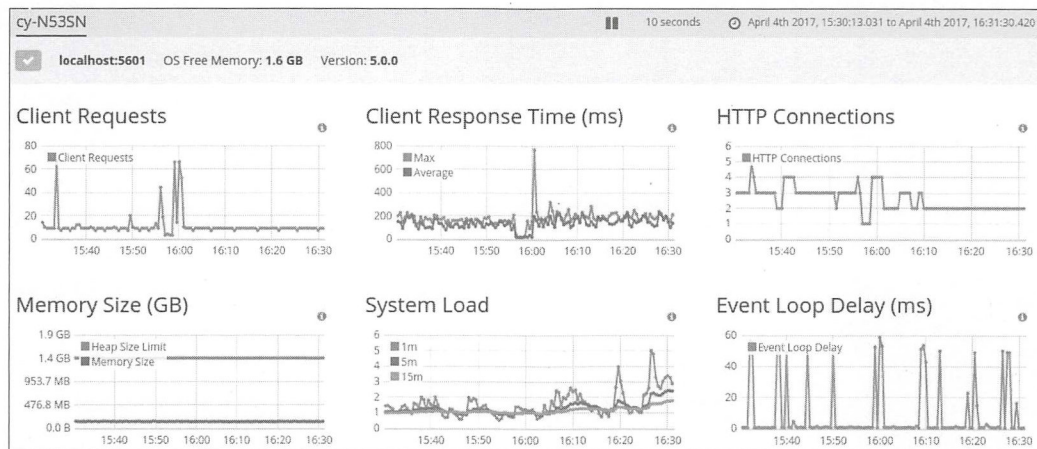 cy-N53SN 10 seconds April 4th 2017, 15:30:13.031 to April 4th 2017, 16:31:30.420
localhost:5601 OS Free Memory: 1.6 GB Version: 5.0.0
Client Requests
80
Client Requests
60
40
20
0
15:40 15:50 16:00 16:10 16:20 16:30
Client Response Time (ms)
800
Max
Average
600
400
200
0
15:40 15:50 16:00 16:10 16:20 16:30
HTTP Connections
6
HTTP Connections
5
4
3
2
1
0
15:40 15:50 16:00 16:10 16:20 16:30
Memory Size (GB)
1.9 GB
Heap Size Limit
1.4 GB
Memory Size
953.7 MB
476.8 MB
0.0 B
15:40 15:50 16:00 16:10 16:20 16:30
System Load
6
1m
5
5m
4
15m
3
2
1
0
15:40 15:50 16:00 16:10 16:20 16:30
Event Loop Delay (ms)
60
Event Loop Delay
40
20
0
15:40 15:50 16:00 16:10 16:20 16:30